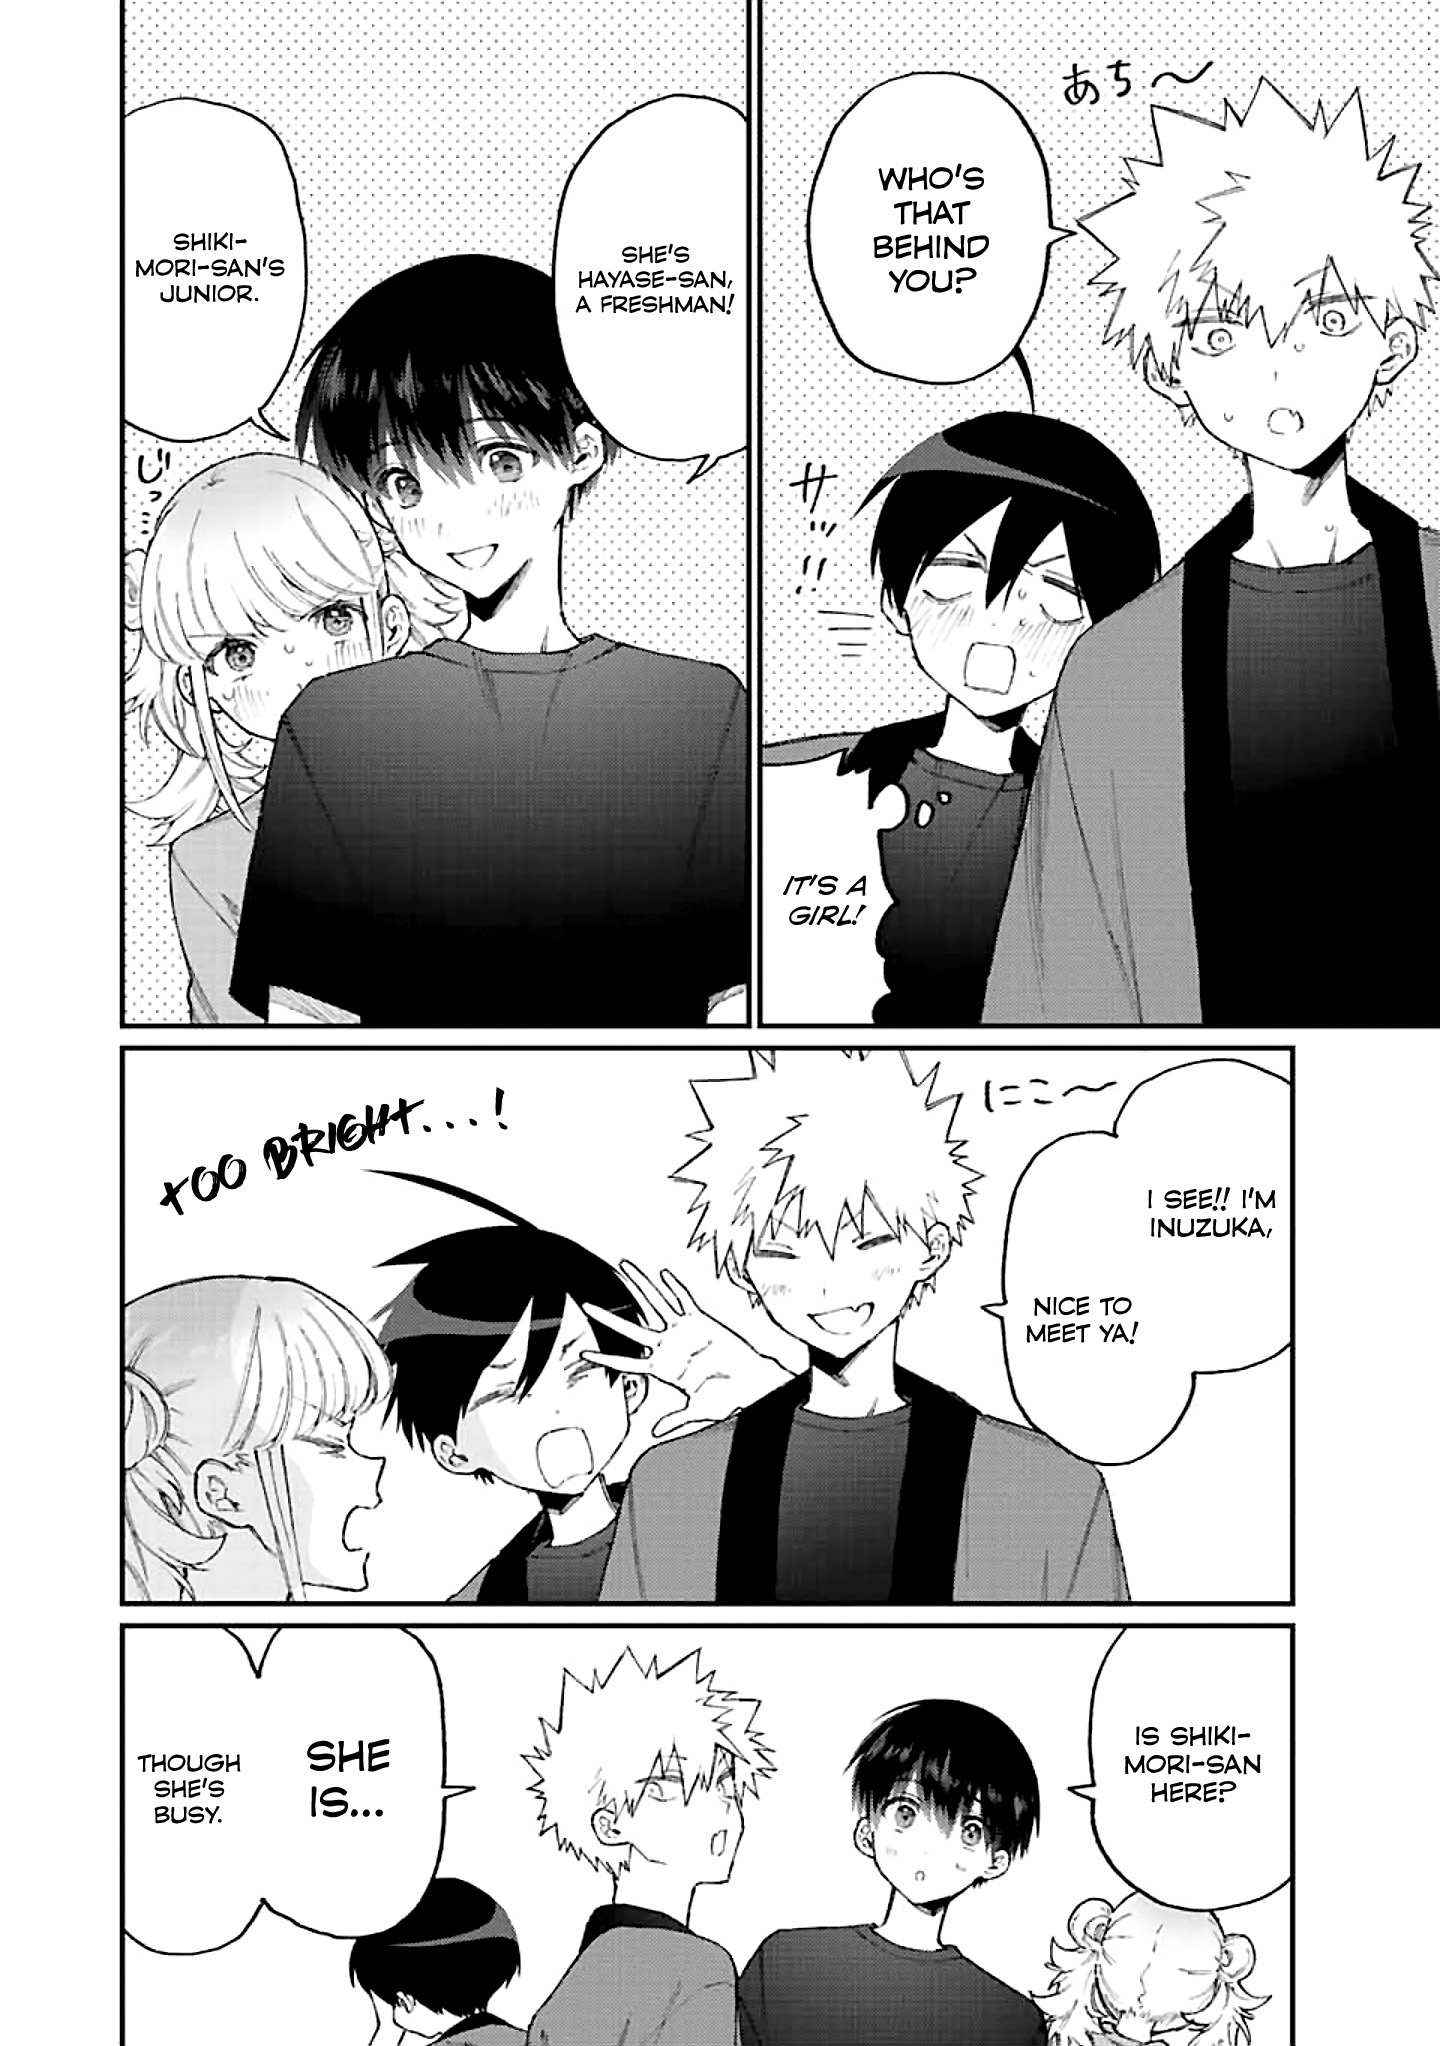 あち〜
WHO'S
THAT
BEHIND
YOU?
サッ!!
IT'S A
GIRL!
SHE'S
HAYASE-SAN,
A FRESHMAN!
SHIKI-
MORI-SAN'S
JUNIOR.
じっ…
にこ〜
I SEE!! I'M
INUZUKA,
NICE TO
MEET YA!
TOO BRIGHT...!
IS SHIKI-
MORI-SAN
HERE?
SHE
IS...
THOUGH
SHE'S
BUSY.